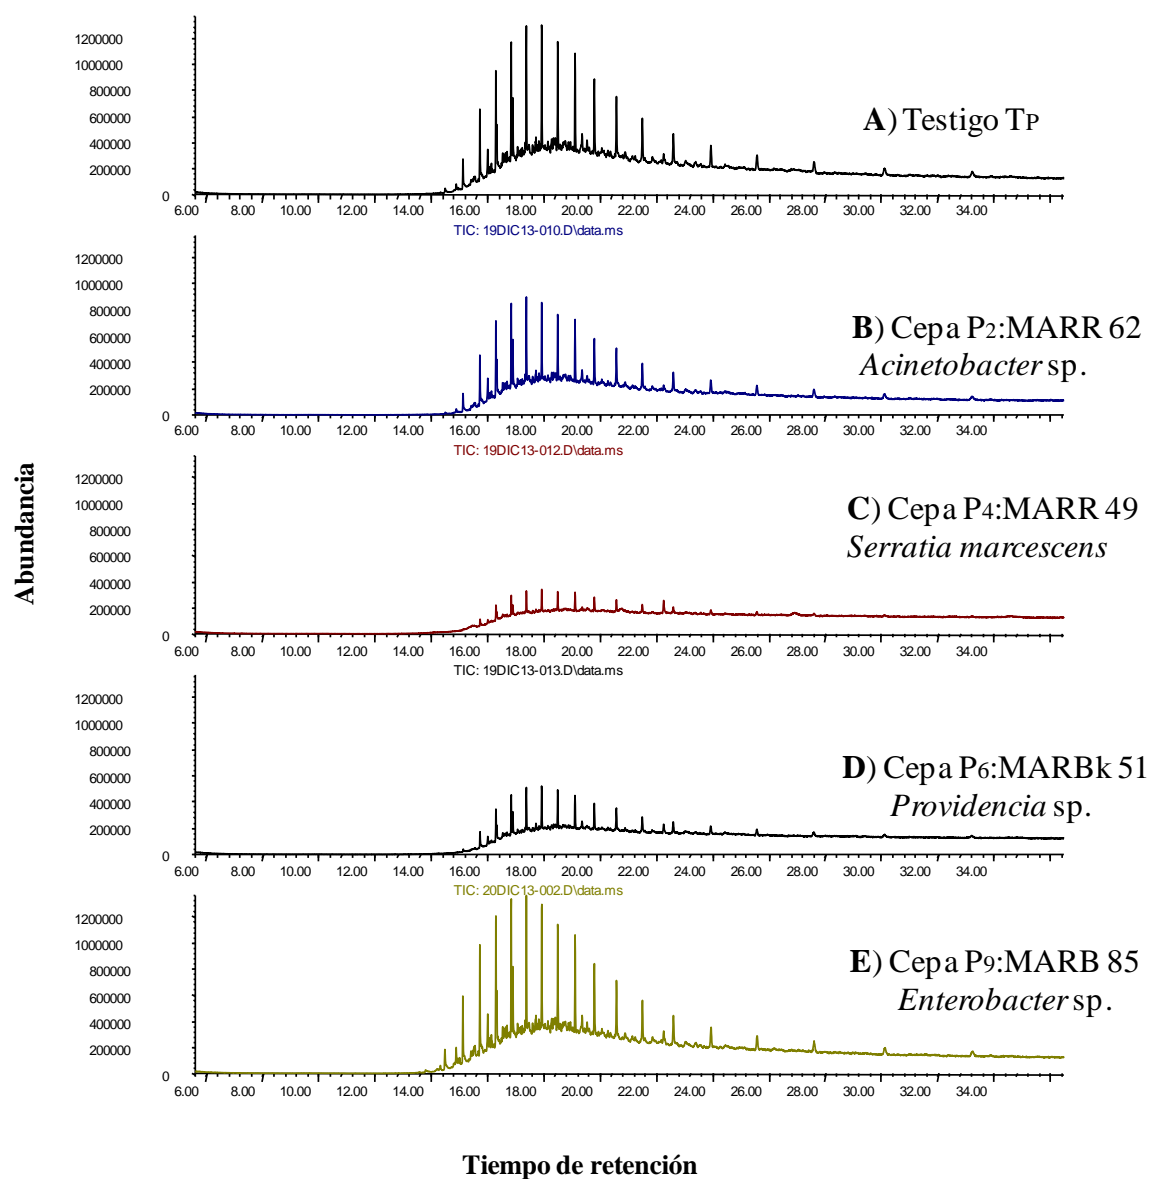 1200000
1000000
800000
600000
400000
200000
0
A) Testigo TP
6.00 8.00 10.00 12.00 14.00 16.00 18.00 20.00 22.00 24.00 26.00 28.00 30.00 32.00 34.00
TIC: 19DIC13-010.D\data.ms
1200000
1000000
800000
600000
400000
200000
0
B) Cepa P2:MARR 62
Acinetobacter sp.
6.00 8.00 10.00 12.00 14.00 16.00 18.00 20.00 22.00 24.00 26.00 28.00 30.00 32.00 34.00
TIC: 19DIC13-012.D\data.ms
1200000
1000000
800000
600000
400000
200000
0
C) Cepa P4:MARR 49
Serratia marcescens
6.00 8.00 10.00 12.00 14.00 16.00 18.00 20.00 22.00 24.00 26.00 28.00 30.00 32.00 34.00
TIC: 19DIC13-013.D\data.ms
1200000
1000000
800000
600000
400000
200000
0
D) Cepa P6:MARBk 51
Providencia sp.
6.00 8.00 10.00 12.00 14.00 16.00 18.00 20.00 22.00 24.00 26.00 28.00 30.00 32.00 34.00
TIC: 20DIC13-002.D\data.ms
1200000
1000000
800000
600000
400000
200000
0
E) Cepa P9:MARB 85
Enterobacter sp.
6.00 8.00 10.00 12.00 14.00 16.00 18.00 20.00 22.00 24.00 26.00 28.00 30.00 32.00 34.00
Abundancia
Tiempo de retención